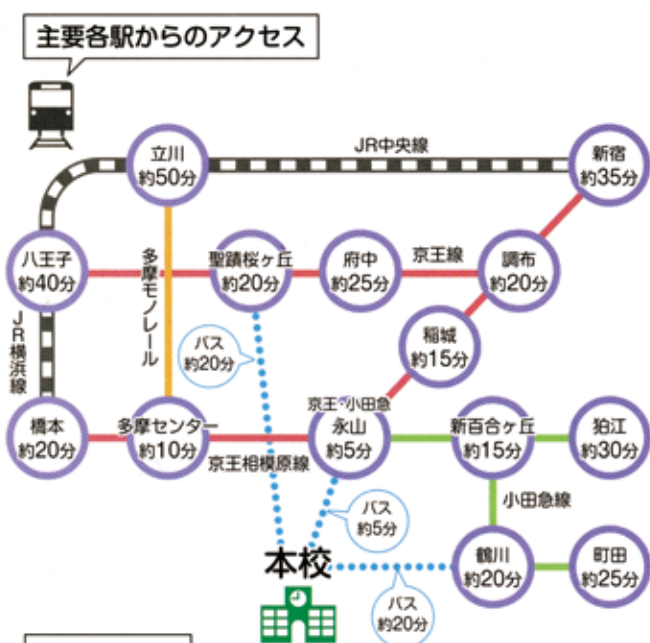 主要各駅からのアクセス
立川
約50分
JR中央線
新宿
約35分
八王子
約40分
多摩モノレール
聖蹟桜ヶ丘
約20分
府中
約25分
京王線
調布
約20分
JR横浜線
バス
約20分
稲城
約15分
橋本
約20分
多摩センター
約10分
京王相模原線
京王・小田急
永山
約5分
新百合ヶ丘
約15分
狛江
約30分
小田急線
バス
約5分
本校
バス
約20分
鶴川
約20分
町田
約25分